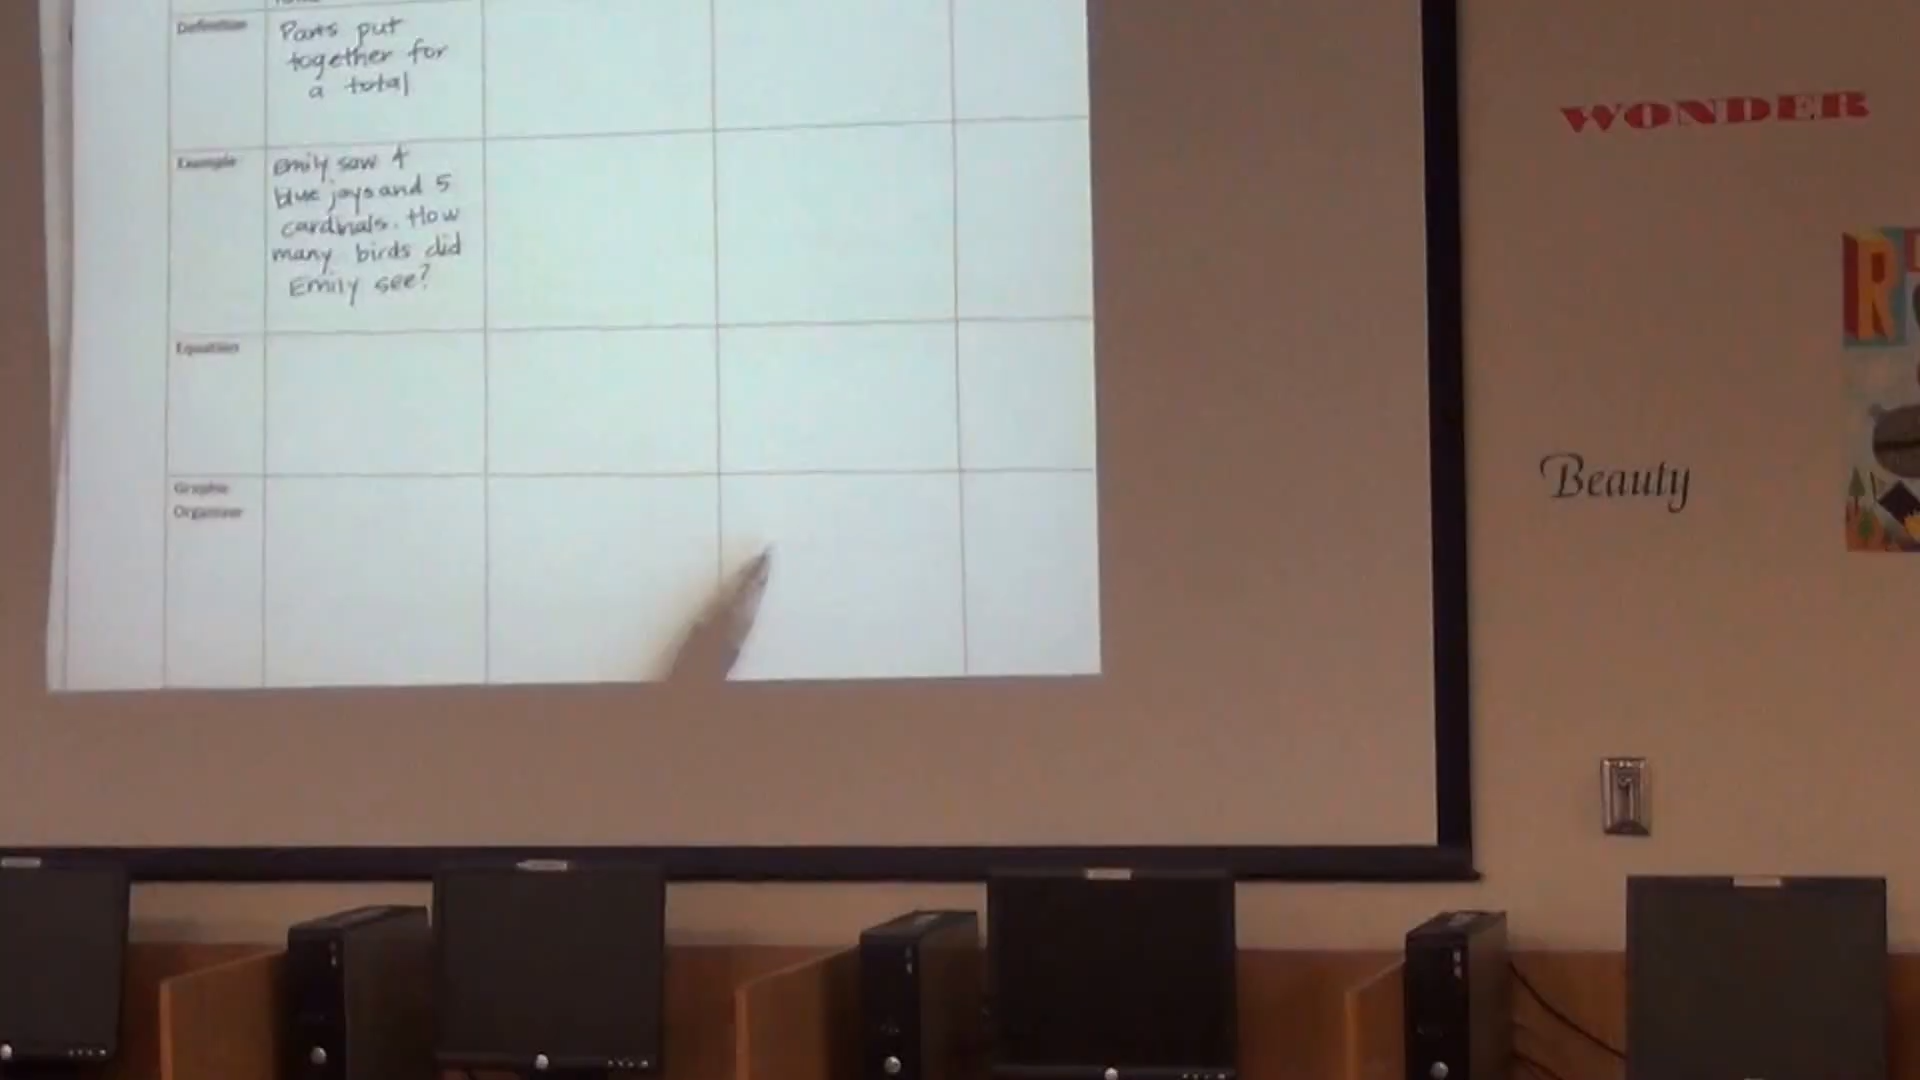 Definition
Parts put
together for
a total
Example
Emily saw 4
blue jays and 5
cardinals. How
many birds did
Emily see?
Equation
Graphic
Organizer
WONDER
Beauty
R